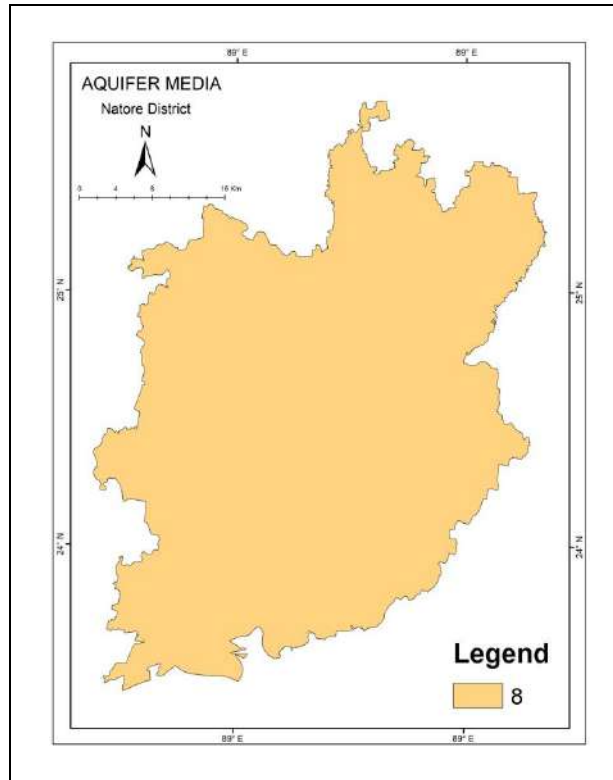 89° E 89° E
AQUIFER MEDIA
Natore District
N
0 4 8 16 Km
25° N 25° N
24° N 24° N
Legend
8
89° E 89° E